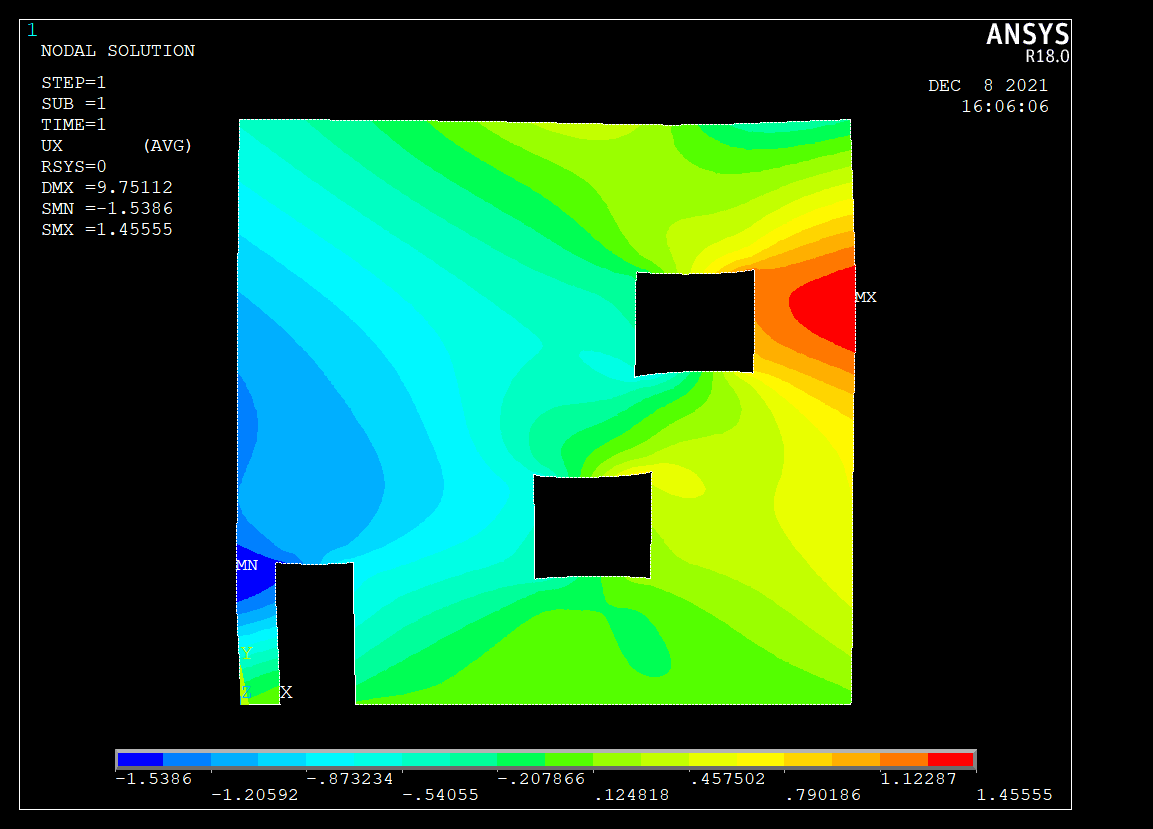 1
ANSYS
R18.0
NODAL SOLUTION
DEC 8 2021
16:06:06
STEP=1
SUB =1
TIME=1
UX (AVG)
RSYS=0
DMX =9.75112
SMN =-1.5386
SMX =1.45555
MX
MN
Y
Z X
-1.5386 -.873234 -.207866 .457502 1.12287
-1.20592 -.54055 .124818 .790186 1.45555